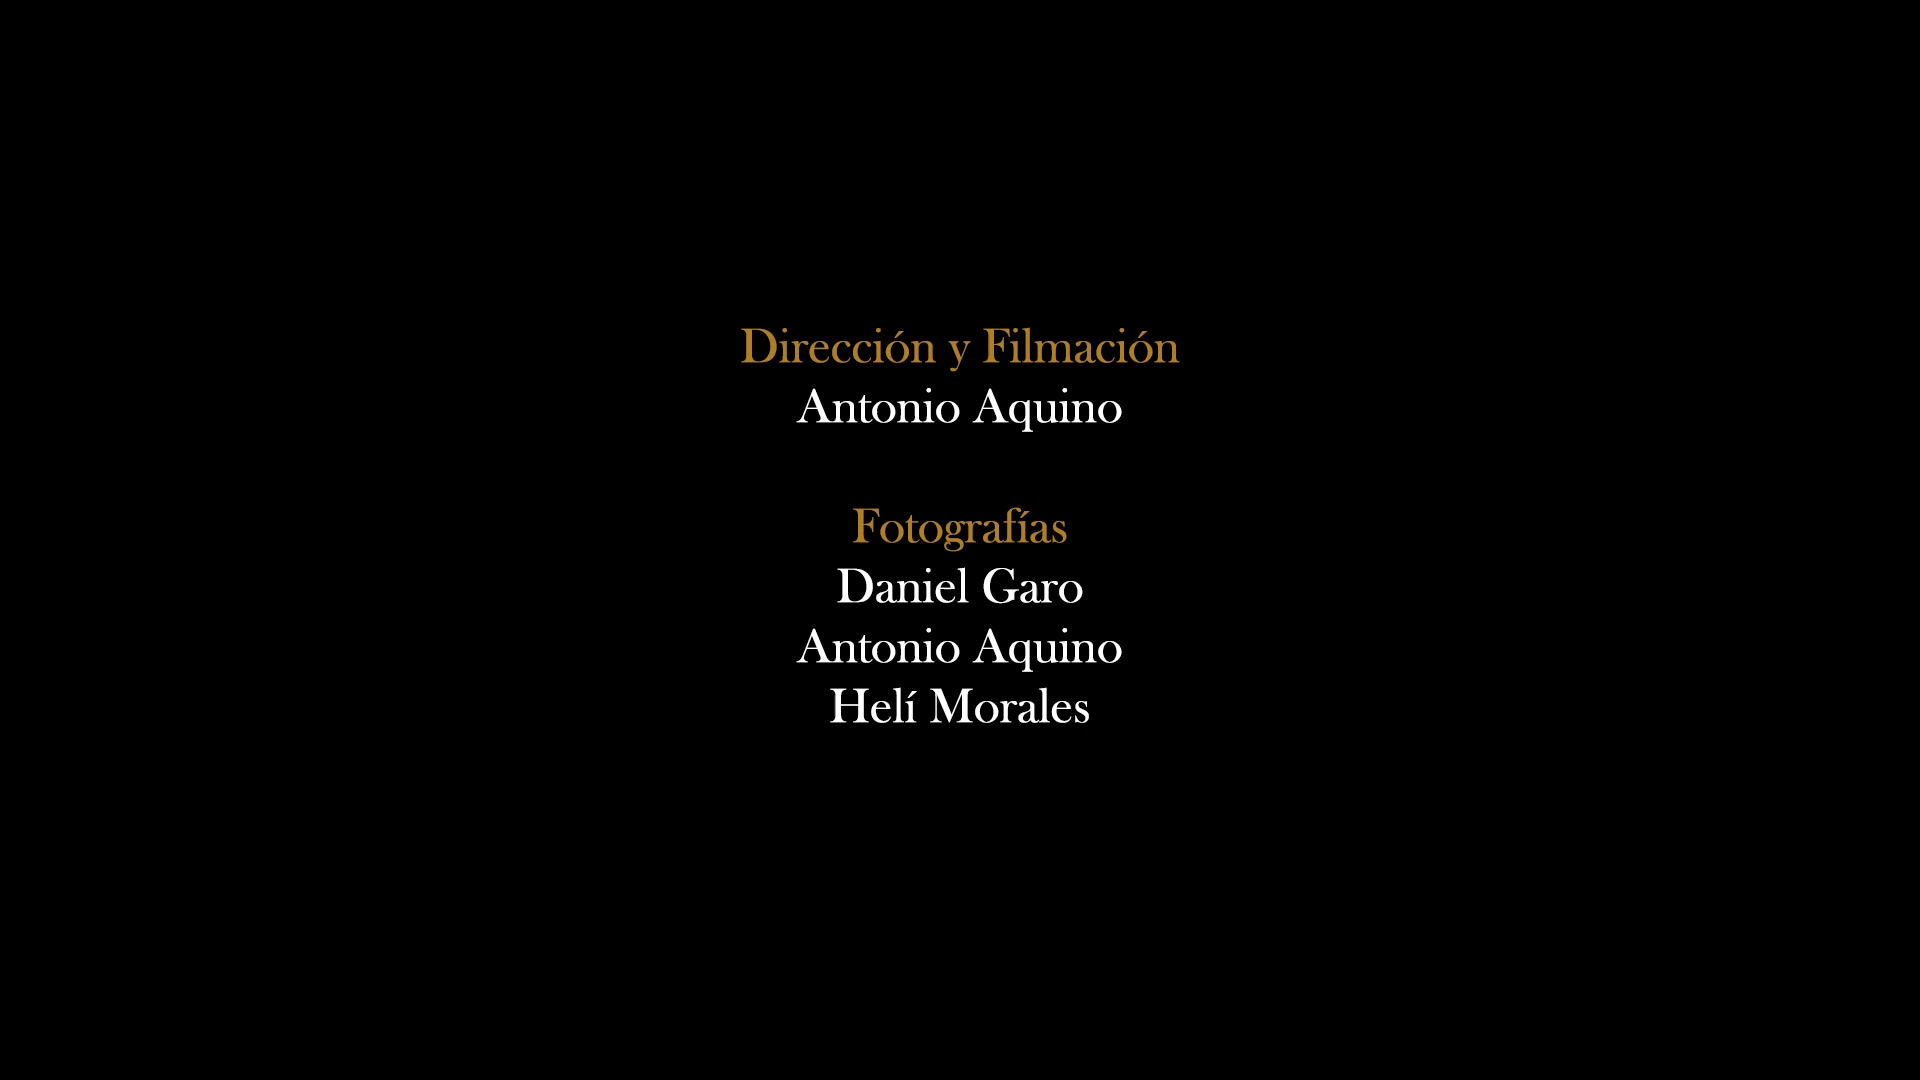 Dirección y Filmación
Antonio Aquino
Fotografías
Daniel Garo
Antonio Aquino
Helí Morales